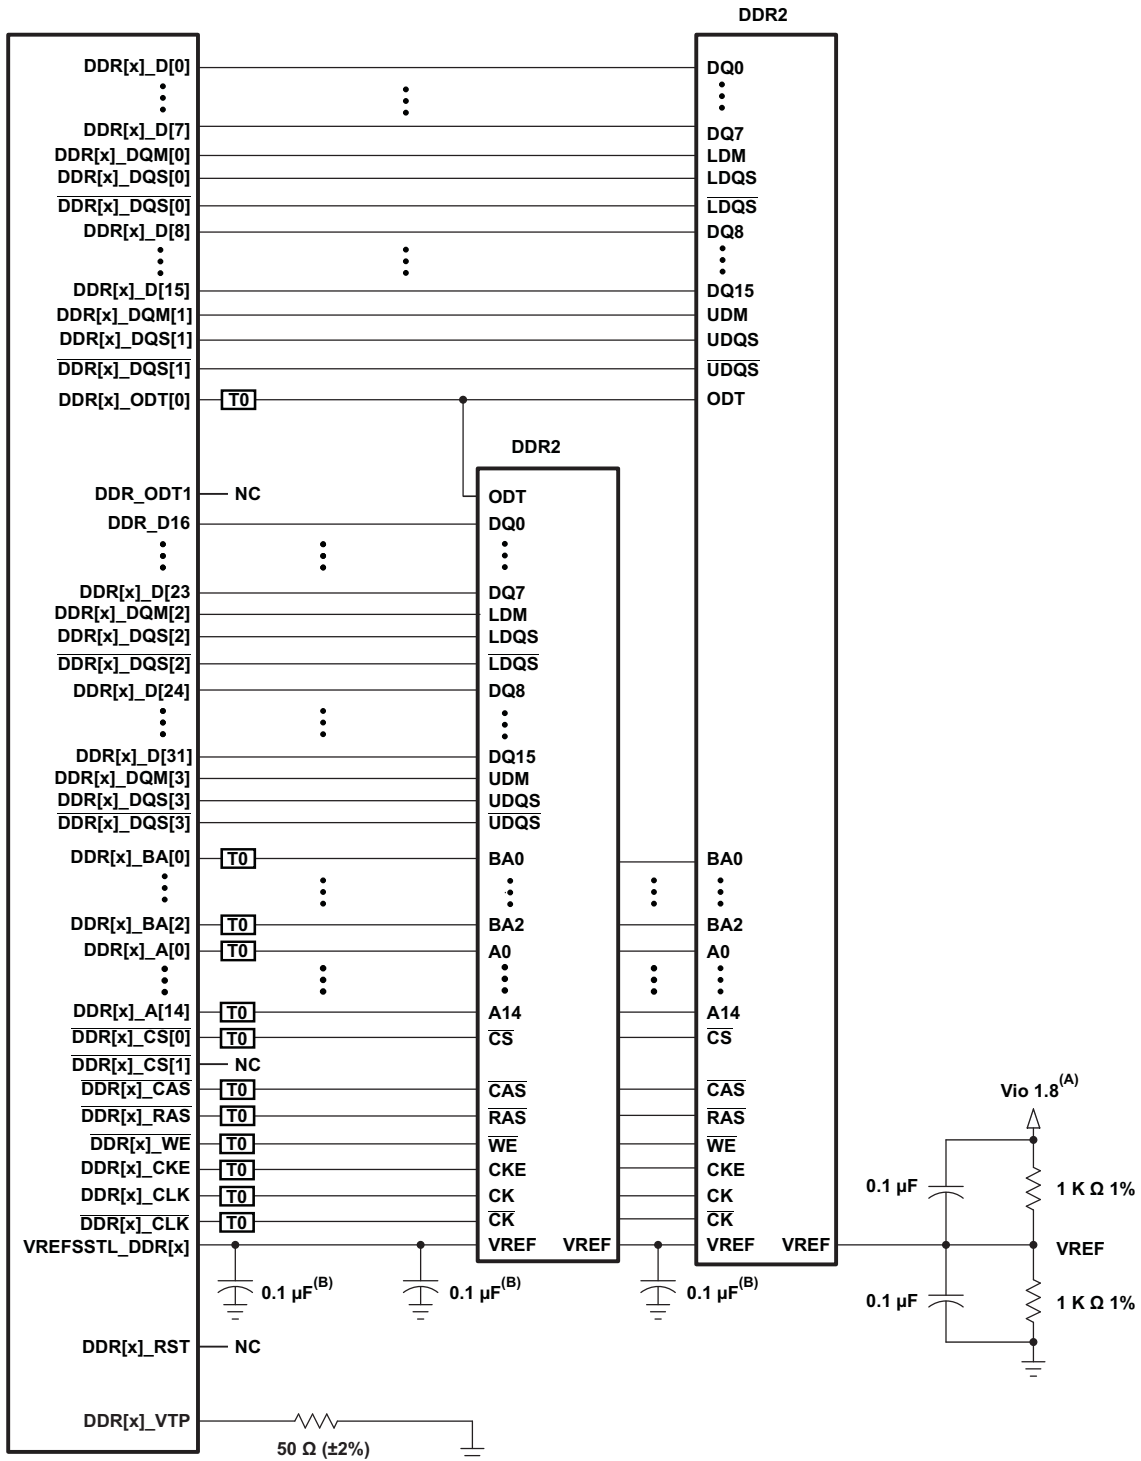 DDR2
DDR[x]_D[0] DQ0
DDR[x]_D[7] DQ7
DDR[x]_DQM[0] LDM
DDR[x]_DQS[0] LDQS
DDR[x]_DQS[0] LDQS
DDR[x]_D[8] DQ8
DDR[x]_D[15] DQ15
DDR[x]_DQM[1] UDM
DDR[x]_DQS[1] UDQS
DDR[x]_DQS[1] UDQS
DDR[x]_ODT[0] T0 ODT
DDR2
DDR_ODT1 NC ODT
DDR_D16 DQ0
DDR[x]_D[23 DQ7
DDR[x]_DQM[2] LDM
DDR[x]_DQS[2] LDQS
DDR[x]_DQS[2] LDQS
DDR[x]_D[24] DQ8
DDR[x]_D[31] DQ15
DDR[x]_DQM[3] UDM
DDR[x]_DQS[3] UDQS
DDR[x]_DQS[3] UDQS
DDR[x]_BA[0] T0 BA0 BA0
DDR[x]_BA[2] T0 BA2 BA2
DDR[x]_A[0] T0 A0 A0
DDR[x]_A[14] T0 A14 A14
DDR[x]_CS[0] T0 CS CS
DDR[x]_CS[1] NC
DDR[x]_CAS T0 CAS CAS
Vio 1.8(A)
DDR[x]_RAS T0 RAS RAS
DDR[x]_WE T0 WE WE
DDR[x]_CKE T0 CKE CKE
DDR[x]_CLK T0 CK CK
0.1 µF 1 K Ω 1%
DDR[x]_CLK T0 CK CK
VREFSSTL_DDR[x] VREF VREF VREF VREF VREF
0.1 µF(B) 0.1 µF(B) 0.1 µF(B) 0.1 µF 1 K Ω 1%
DDR[x]_RST NC
DDR[x]_VTP
50 Ω (±2%)